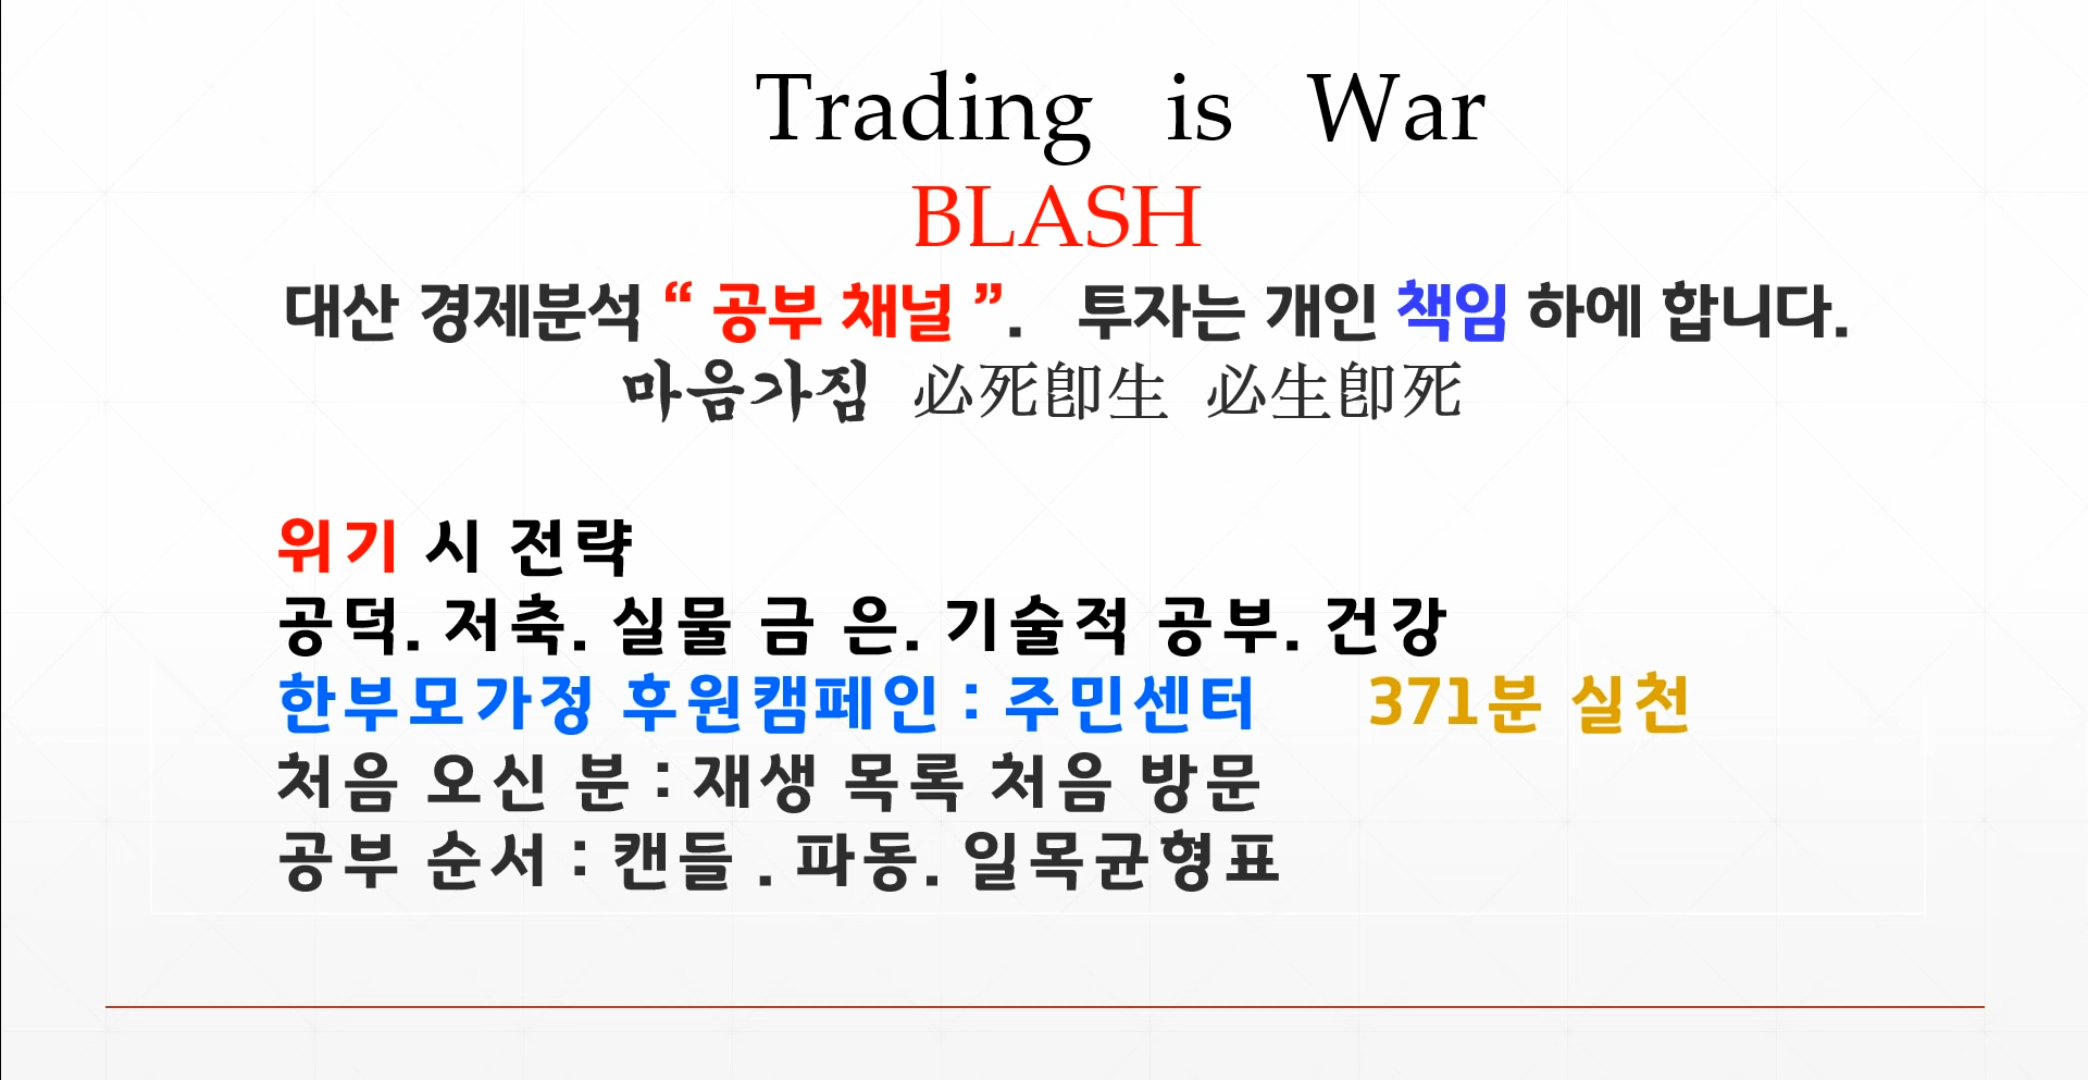 Trading is War
BLASH
대산 경제분석 “ 공부 채널 ”. 투자는 개인 책임 하에 합니다.
마음가짐 必死卽生 必生卽死
위기 시 전략
공덕. 저축. 실물 금 은. 기술적 공부. 건강
한부모가정 후원캠페인 : 주민센터 371분 실천
처음 오신 분 : 재생 목록 처음 방문
공부 순서 : 캔들 . 파동. 일목균형표